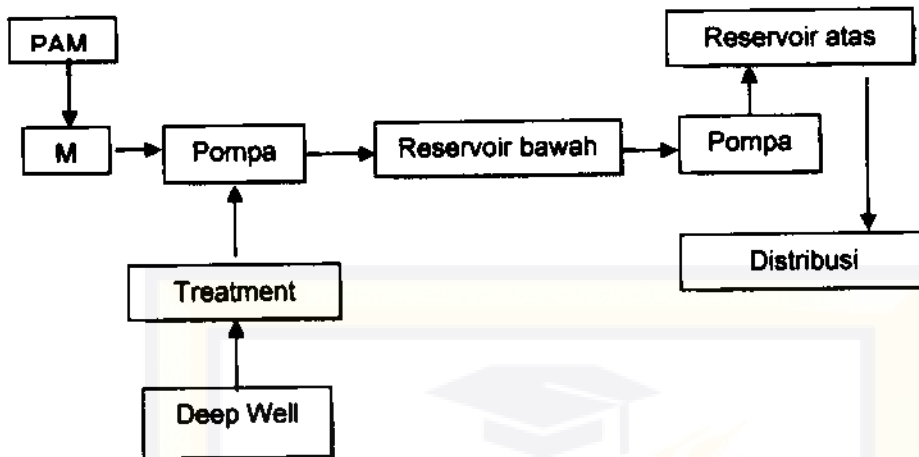 PAM
Reservoir atas
M
Pompa
Reservoir bawah
Pompa
Distribusi
Treatment
Deep Well